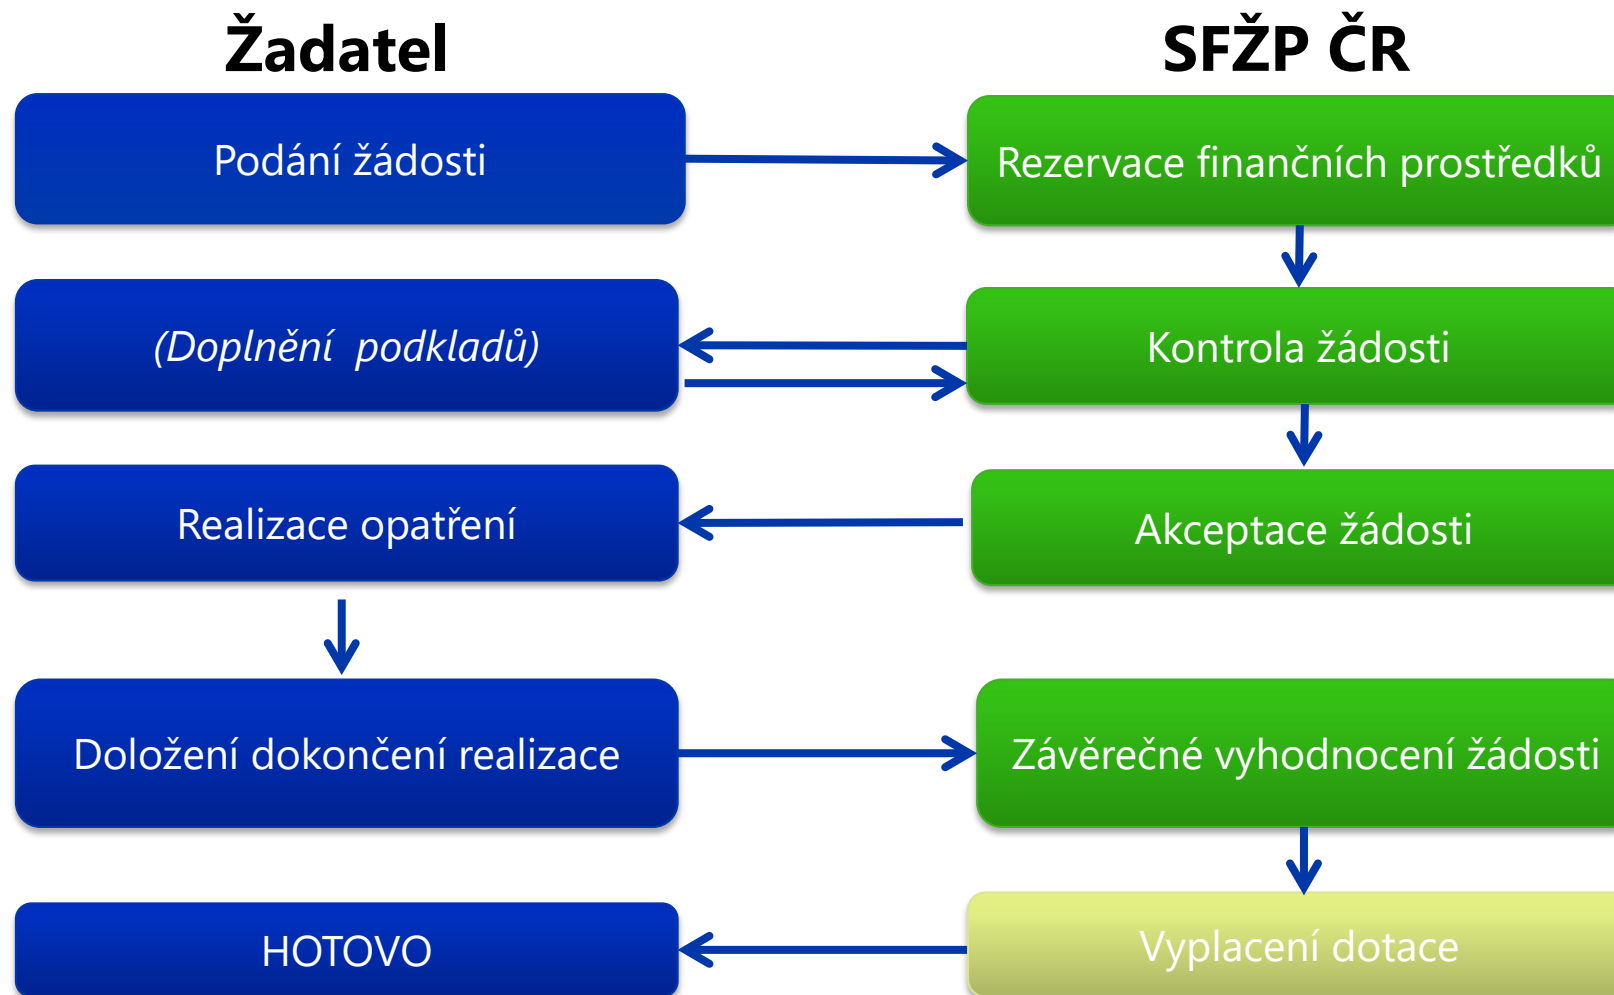 Žadatel
SFŽP ČR
Podání žádosti
Rezervace finančních prostředků
(Doplnění podkladů)
Kontrola žádosti
Realizace opatření
Akceptace žádosti
Doložení dokončení realizace
Závěrečné vyhodnocení žádosti
HOTOVO
Vyplacení dotace